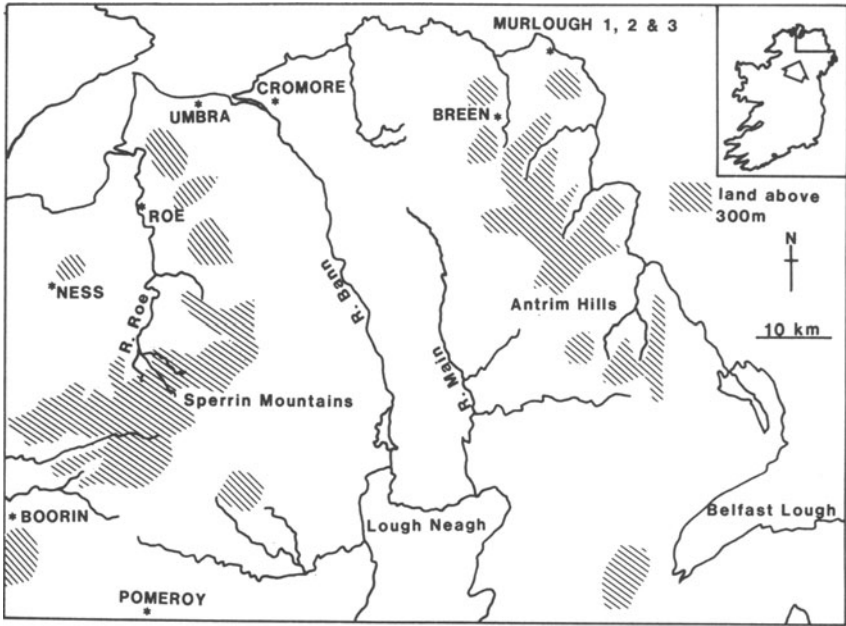 MURLOUGH 1, 2 & 3
CROMORE
UMBRA
BREEN
land above
300m
ROE
N
NESS
R. Roe
R. Bann
Antrim Hills
10 km
R. Main
Sperrin Mountains
BOORIN
Lough Neagh
Belfast Lough
POMEROY